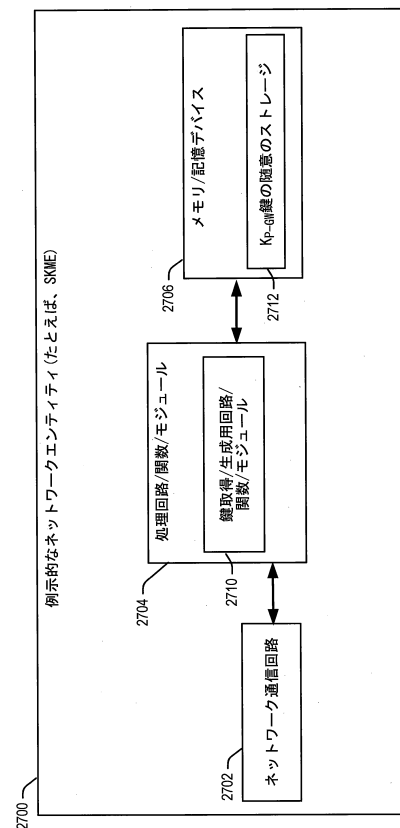 2700
例示的なネットワークエンティティ(たとえば、SKME)
2702
ネットワーク通信回路
2704
処理回路/関数/モジュール
2710
鍵取得/生成用回路/
関数/モジュール
2706
メモリ/記憶デバイス
KP-GW鍵の随意のストレージ
2712